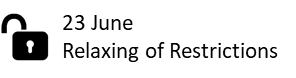 23 June
Relaxing of Restrictions